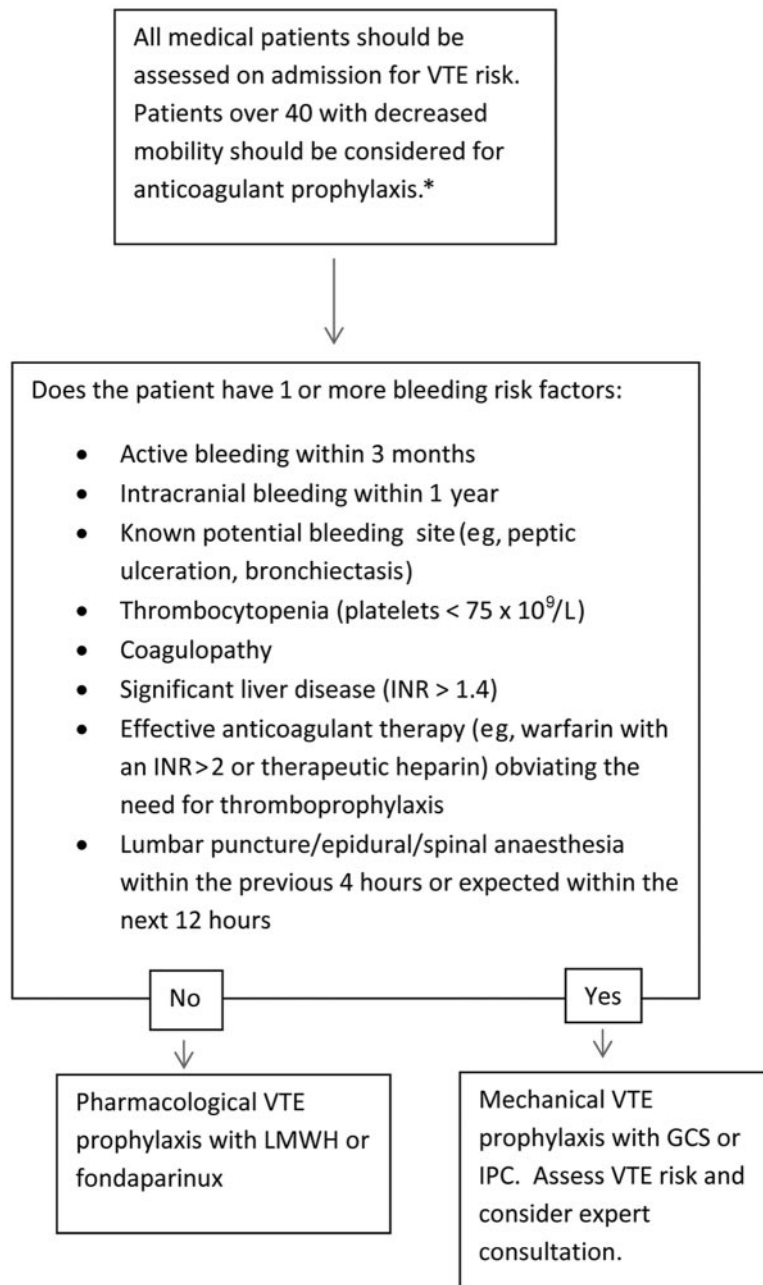 All medical patients should be
assessed on admission for VTE risk.
Patients over 40 with decreased
mobility should be considered for
anticoagulant prophylaxis.*
Does the patient have 1 or more bleeding risk factors:
• Active bleeding within 3 months
• Intracranial bleeding within 1 year
• Known potential bleeding site (eg, peptic
ulceration, bronchiectasis)
• Thrombocytopenia (platelets < 75 x 10⁹/L)
• Coagulopathy
• Significant liver disease (INR > 1.4)
• Effective anticoagulant therapy (eg, warfarin with
an INR>2 or therapeutic heparin) obviating the
need for thromboprophylaxis
• Lumbar puncture/epidural/spinal anaesthesia
within the previous 4 hours or expected within the
next 12 hours
No
Yes
Pharmacological VTE
prophylaxis with LMWH or
fondaparinux
Mechanical VTE
prophylaxis with GCS or
IPC. Assess VTE risk and
consider expert
consultation.